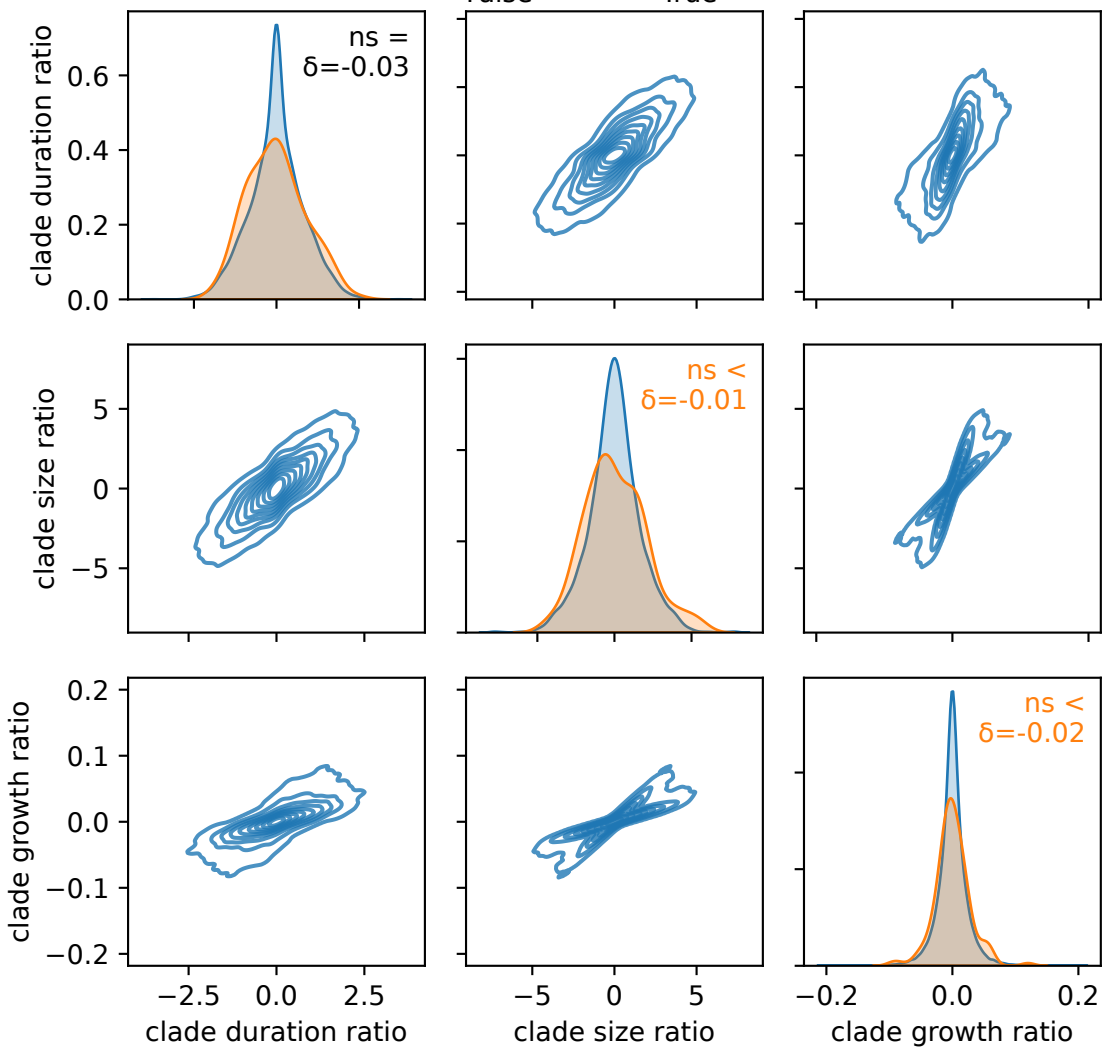 True
clade duration ratio
0.6
0.4
0.2
0.0
ns =
δ=-0.03
clade size ratio
5
0
−5
ns <
δ=-0.01
clade growth ratio
0.2
0.1
0.0
−0.1
−0.2
ns <
δ=-0.02
−2.5 0.0 2.5
−5 0 5
−0.2 0.0 0.2
clade duration ratio
clade size ratio
clade growth ratio